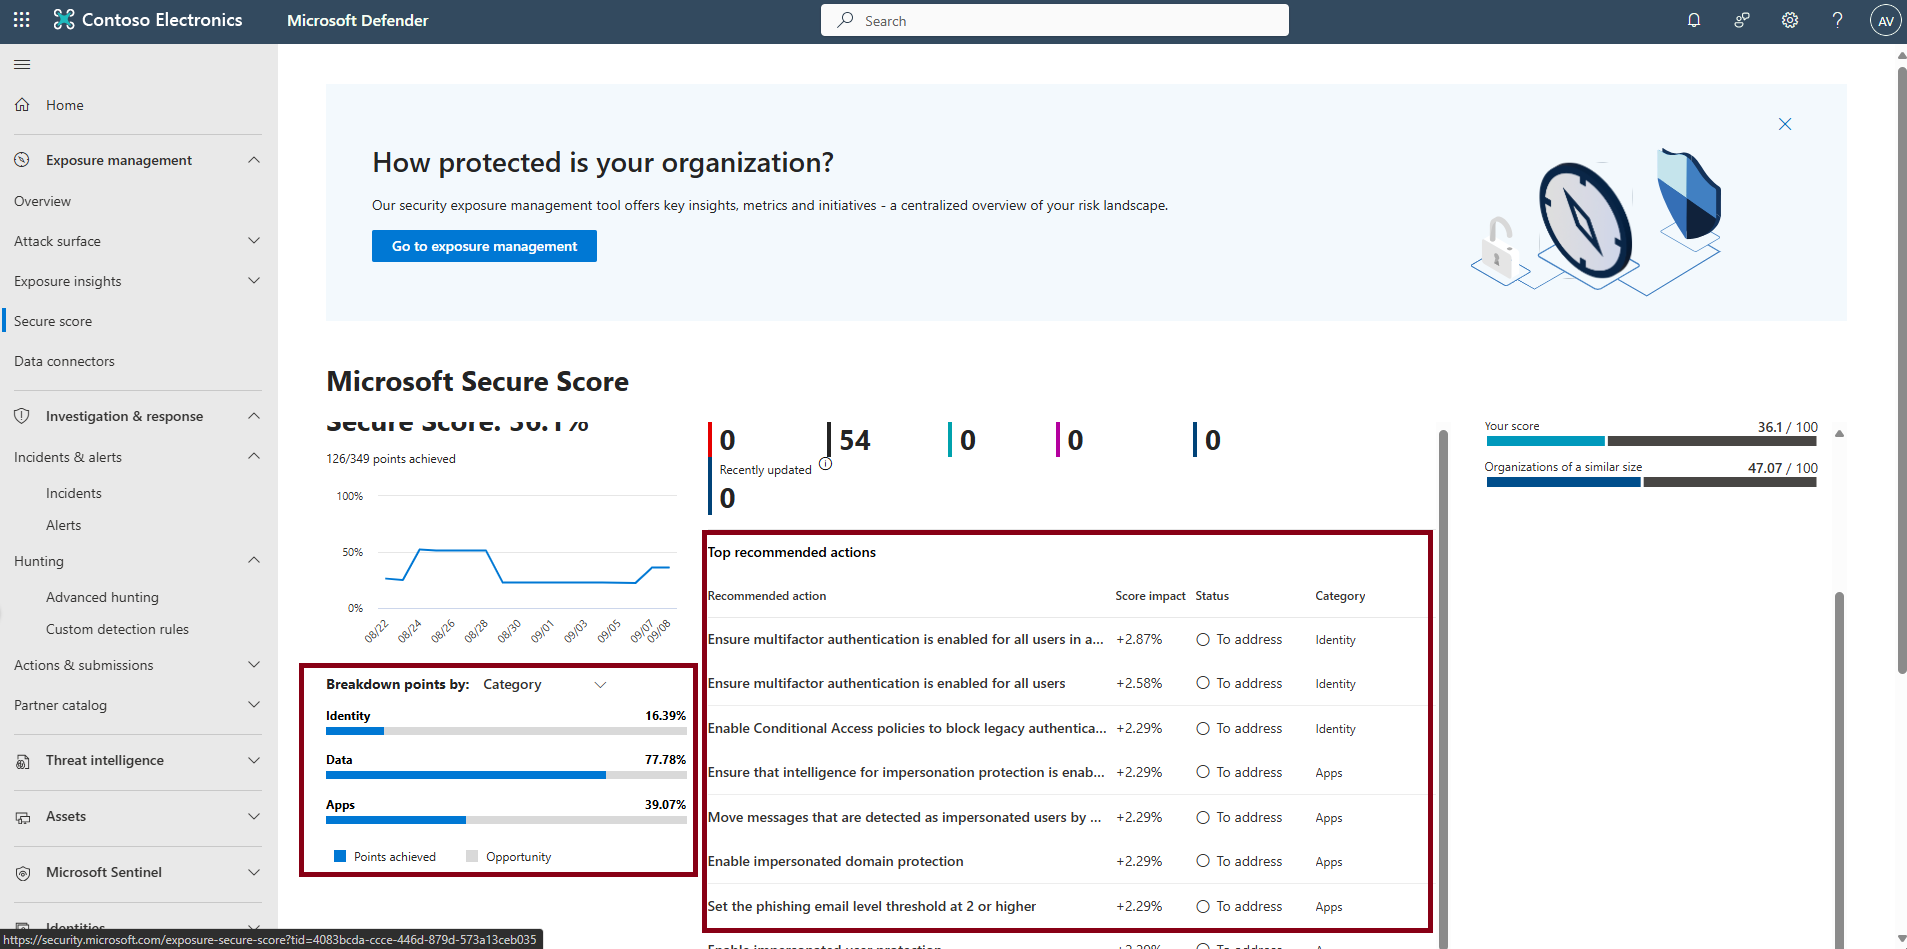 Contoso Electronics
Microsoft Defender
Search
AV
Home
Exposure management
Overview
Attack surface
Exposure insights
Secure score
Data connectors
Investigation & response
Incidents & alerts
Incidents
Alerts
Hunting
Advanced hunting
Custom detection rules
Actions & submissions
Partner catalog
Threat intelligence
Assets
Microsoft Sentinel
Identities
https://security.microsoft.com/exposure-secure-score?tid=4083bcda-ccce-446d-879d-573a13ceb035
How protected is your organization?
Our security exposure management tool offers key insights, metrics and initiatives - a centralized overview of your risk landscape.
Go to exposure management
Microsoft Secure Score
Secure Score: 36.1%
126/349 points achieved
100%
50%
0%
08/22 08/24 08/26 08/28 08/30 09/01 09/03 09/05 09/07 09/08
Breakdown points by: Category
Identity 16.39%
Data 77.78%
Apps 39.07%
Points achieved Opportunity
0 54 0 0 0
Recently updated
0
Top recommended actions
Recommended action Score impact Status Category
Ensure multifactor authentication is enabled for all users in a... +2.87% To address Identity
Ensure multifactor authentication is enabled for all users +2.58% To address Identity
Enable Conditional Access policies to block legacy authentica... +2.29% To address Identity
Ensure that intelligence for impersonation protection is enab... +2.29% To address Apps
Move messages that are detected as impersonated users by ... +2.29% To address Apps
Enable impersonated domain protection +2.29% To address Apps
Set the phishing email level threshold at 2 or higher +2.29% To address Apps
Enable impersonated user protection +2.29% To address
Your score 36.1 / 100
Organizations of a similar size 47.07 / 100